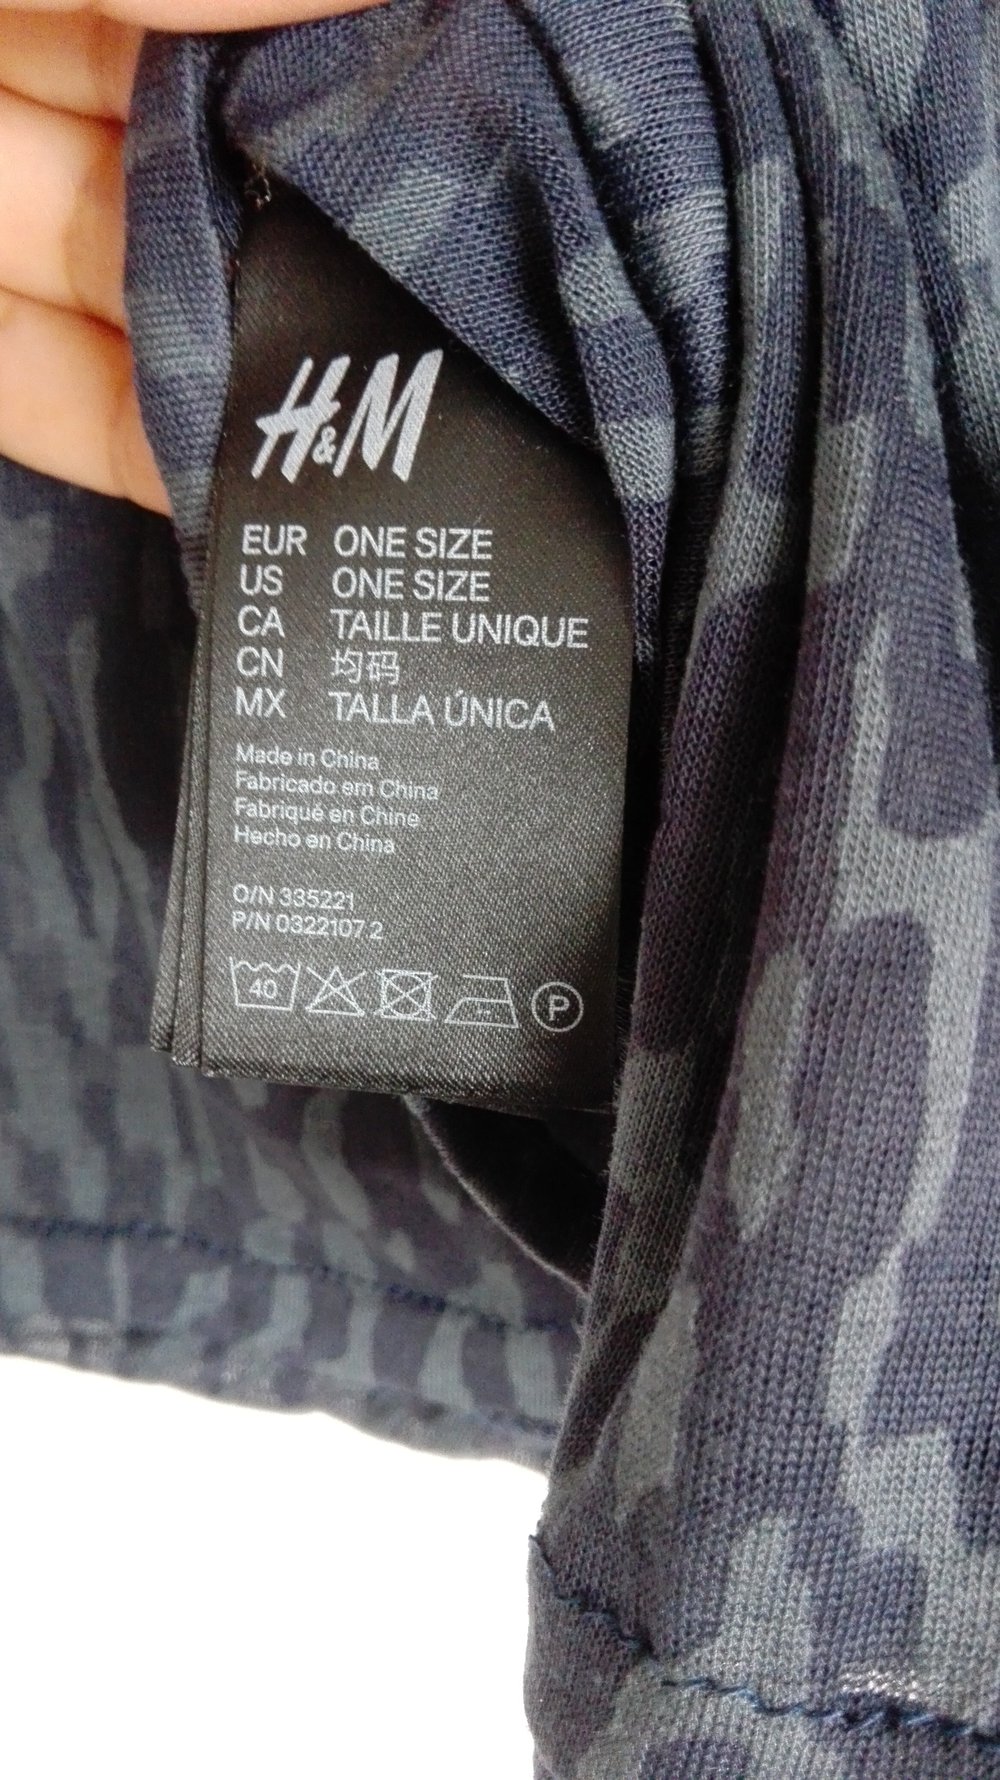 H&M
EUR ONE SIZE
US ONE SIZE
CA TAILLE UNIQUE
CN 均码
MX TALLA ÚNICA
Made in China
Fabricado em China
Fabriqué en Chine
Hecho en China
O/N 335221
P/N 0322107 2
40 P